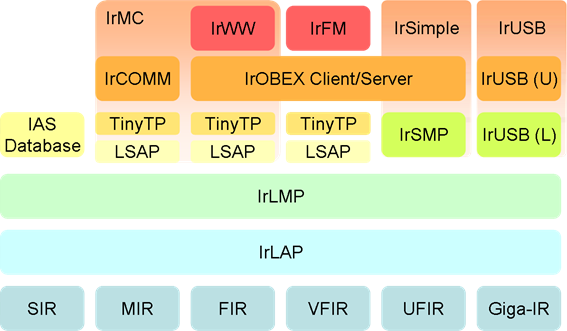 IrMC
IrWW
IrFM
IrSimple
IrUSB
IrCOMM
IrOBEX Client/Server
IrUSB (U)
IAS
Database
TinyTP
TinyTP
TinyTP
IrSMP
IrUSB (L)
LSAP
LSAP
LSAP
IrLMP
IrLAP
SIR
MIR
FIR
VFIR
UFIR
Giga-IR